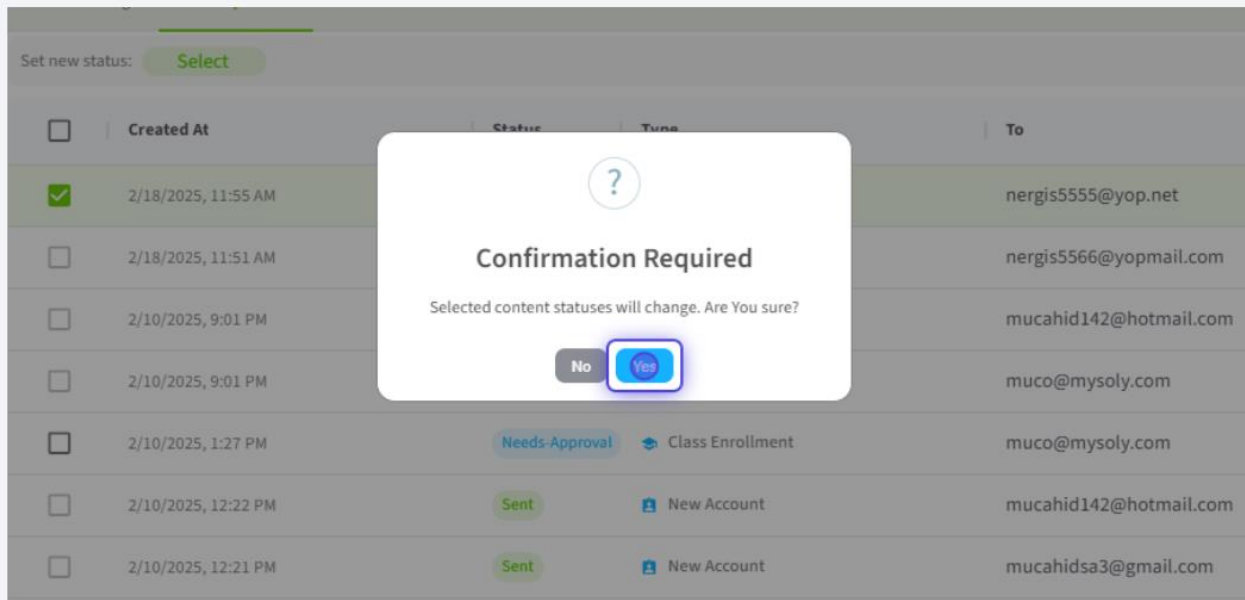 Set new status: Select
Created At Status Type To
2/18/2025, 11:55 AM nergis5555@yop.net
2/18/2025, 11:51 AM nergis5566@yopmail.com
2/10/2025, 9:01 PM mucahid142@hotmail.com
2/10/2025, 9:01 PM muco@mysoly.com
2/10/2025, 1:27 PM Needs-Approval Class Enrollment muco@mysoly.com
2/10/2025, 12:22 PM Sent New Account mucahid142@hotmail.com
2/10/2025, 12:21 PM Sent New Account mucahidsa3@gmail.com
?
Confirmation Required
Selected content statuses will change. Are You sure?
No Yes